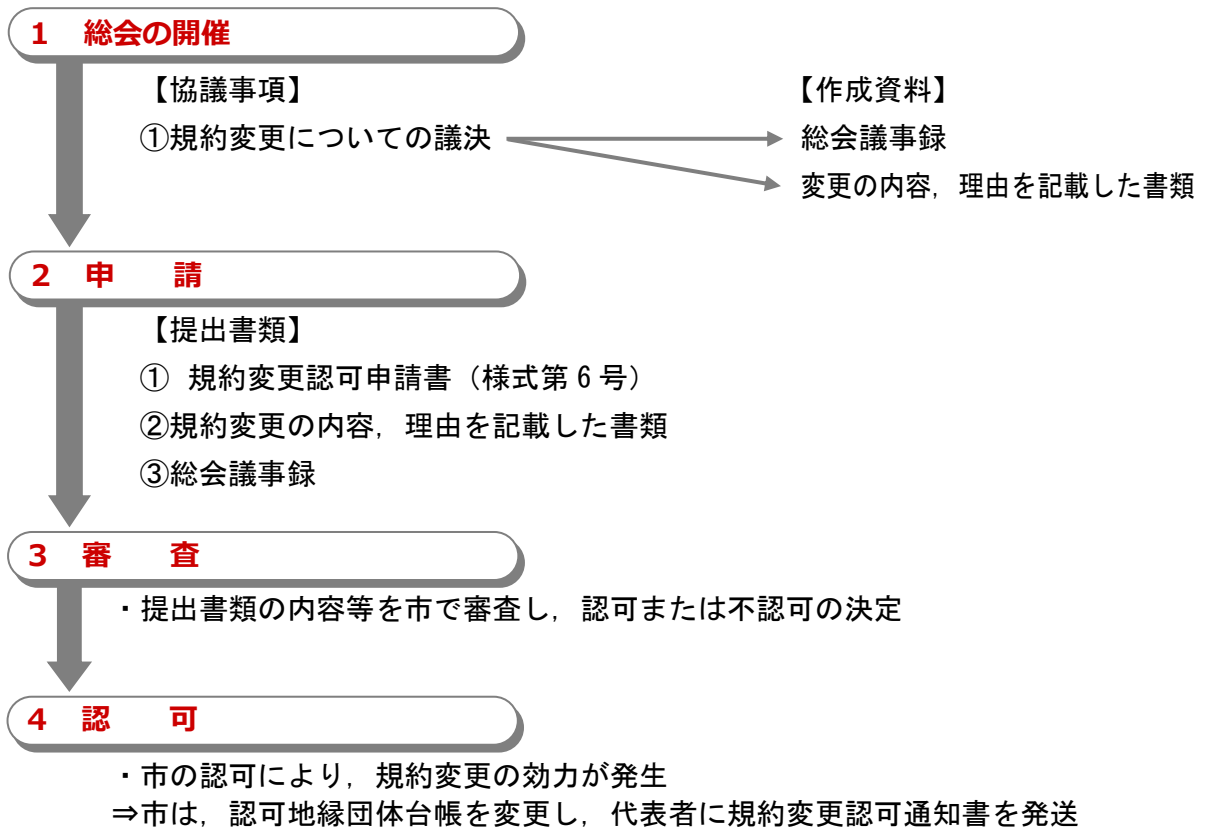 1 総会の開催
【協議事項】 【作成資料】
①規約変更についての議決 総会議事録
変更の内容，理由を記載した書類
2 申 請
【提出書類】
① 規約変更認可申請書（様式第６号）
②規約変更の内容，理由を記載した書類
③総会議事録
3 審 査
・提出書類の内容等を市で審査し，認可または不認可の決定
4 認 可
・市の認可により，規約変更の効力が発生
⇒市は，認可地縁団体台帳を変更し，代表者に規約変更認可通知書を発送